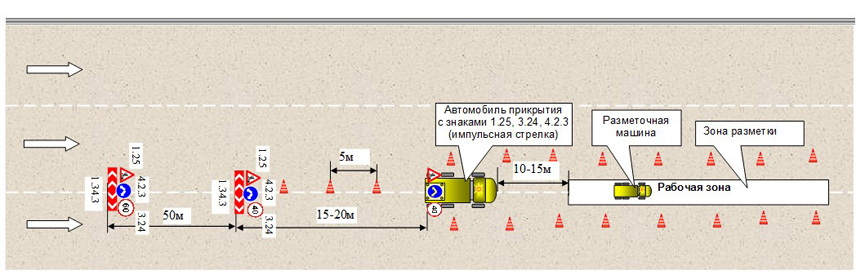 Автомобиль прикрытия
с знаками 1.25, 3.24, 4.2.3
(импульсная стрелка)
Разметочная
машина
Зона разметки
5м
10-15м
Рабочая зона
1.25
1.34.3
4.2.3
60
3.24
1.25
1.34.3
4.2.3
40
3.24
40
50м
15-20м